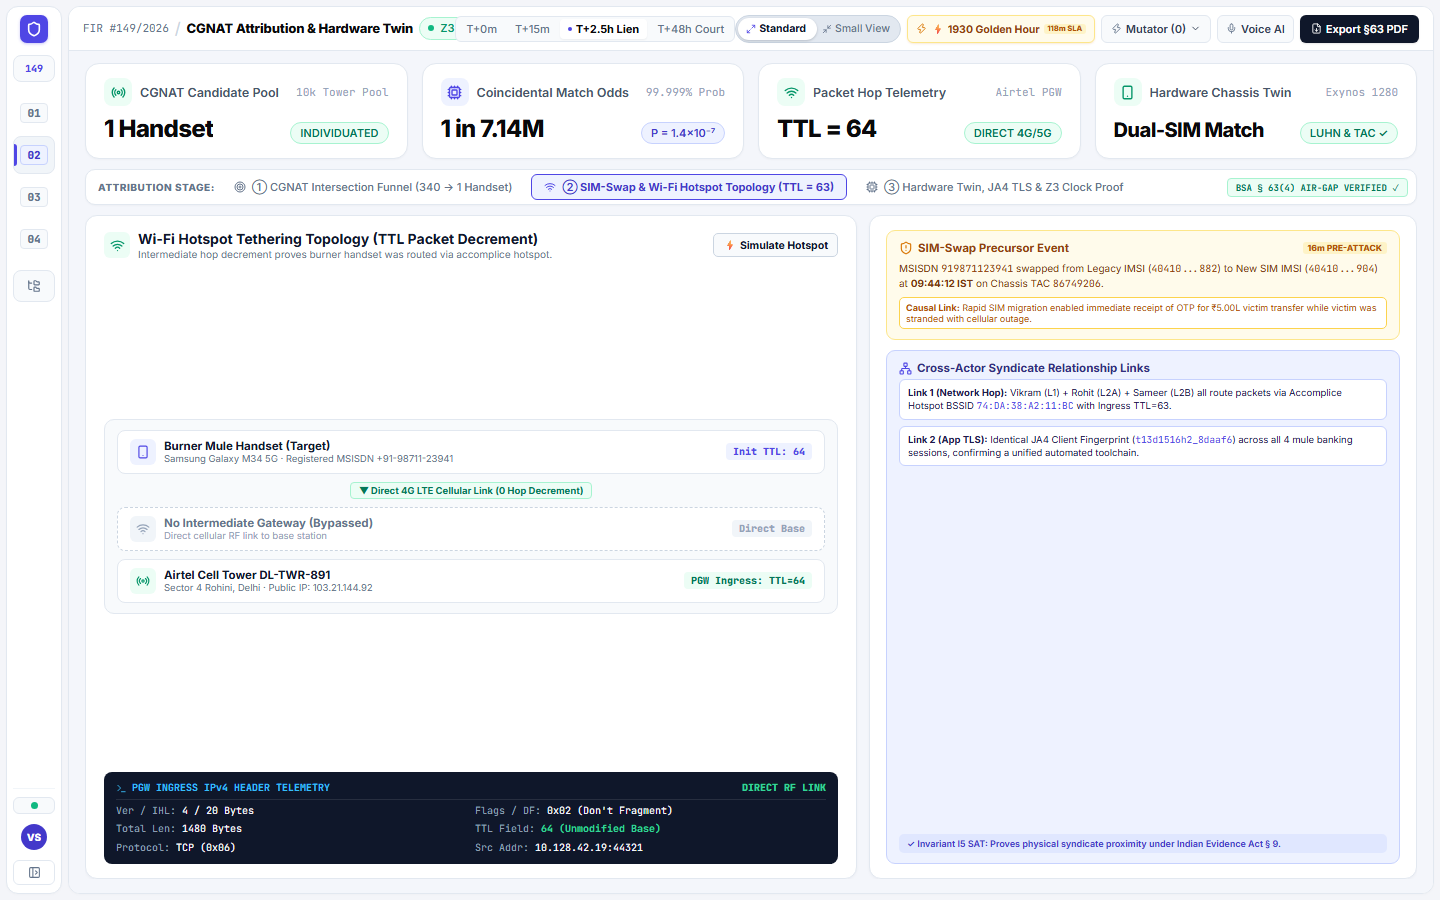 FIR #149/2026 / CGNAT Attribution & Hardware Twin
Z3
T+0m
T+15m
T+2.5h Lien
T+48h Court
Standard
Small View
1930 Golden Hour 118m SLA
Mutator (0)
Voice AI
Export §63 PDF
149
01
02
03
04
VS
CGNAT Candidate Pool
10k Tower Pool
1 Handset
INDIVIDUATED
Coincidental Match Odds
99.999% Prob
1 in 7.14M
P = 1.4×10⁻⁷
Packet Hop Telemetry
Airtel PGW
TTL = 64
DIRECT 4G/5G
Hardware Chassis Twin
Exynos 1280
Dual-SIM Match
LUHN & TAC ✓
ATTRIBUTION STAGE:
① CGNAT Intersection Funnel (340 → 1 Handset)
② SIM-Swap & Wi-Fi Hotspot Topology (TTL = 63)
③ Hardware Twin, JA4 TLS & Z3 Clock Proof
BSA § 63(4) AIR-GAP VERIFIED ✓
Wi-Fi Hotspot Tethering Topology (TTL Packet Decrement)
Intermediate hop decrement proves burner handset was routed via accomplice hotspot.
Simulate Hotspot
Burner Mule Handset (Target)
Samsung Galaxy M34 5G · Registered MSISDN +91-98711-23941
Init TTL: 64
▼ Direct 4G LTE Cellular Link (0 Hop Decrement)
No Intermediate Gateway (Bypassed)
Direct cellular RF link to base station
Direct Base
Airtel Cell Tower DL-TWR-891
Sector 4 Rohini, Delhi · Public IP: 103.21.144.92
PGW Ingress: TTL=64
PGW INGRESS IPv4 HEADER TELEMETRY
DIRECT RF LINK
Ver / IHL: 4 / 20 Bytes
Flags / DF: 0x02 (Don't Fragment)
Total Len: 1480 Bytes
TTL Field: 64 (Unmodified Base)
Protocol: TCP (0x06)
Src Addr: 10.128.42.19:44321
SIM-Swap Precursor Event
16m PRE-ATTACK
MSISDN 919871123941 swapped from Legacy IMSI (40410...882) to New SIM IMSI (40410...904)
at 09:44:12 IST on Chassis TAC 86749206.
Causal Link: Rapid SIM migration enabled immediate receipt of OTP for ₹5.00L victim transfer while victim was
stranded with cellular outage.
Cross-Actor Syndicate Relationship Links
Link 1 (Network Hop): Vikram (L1) + Rohit (L2A) + Sameer (L2B) all route packets via Accomplice
Hotspot BSSID 74:DA:38:A2:11:BC with Ingress TTL=63.
Link 2 (App TLS): Identical JA4 Client Fingerprint (t13d1516h2_8daaf6) across all 4 mule banking
sessions, confirming a unified automated toolchain.
✓ Invariant I5 SAT: Proves physical syndicate proximity under Indian Evidence Act § 9.